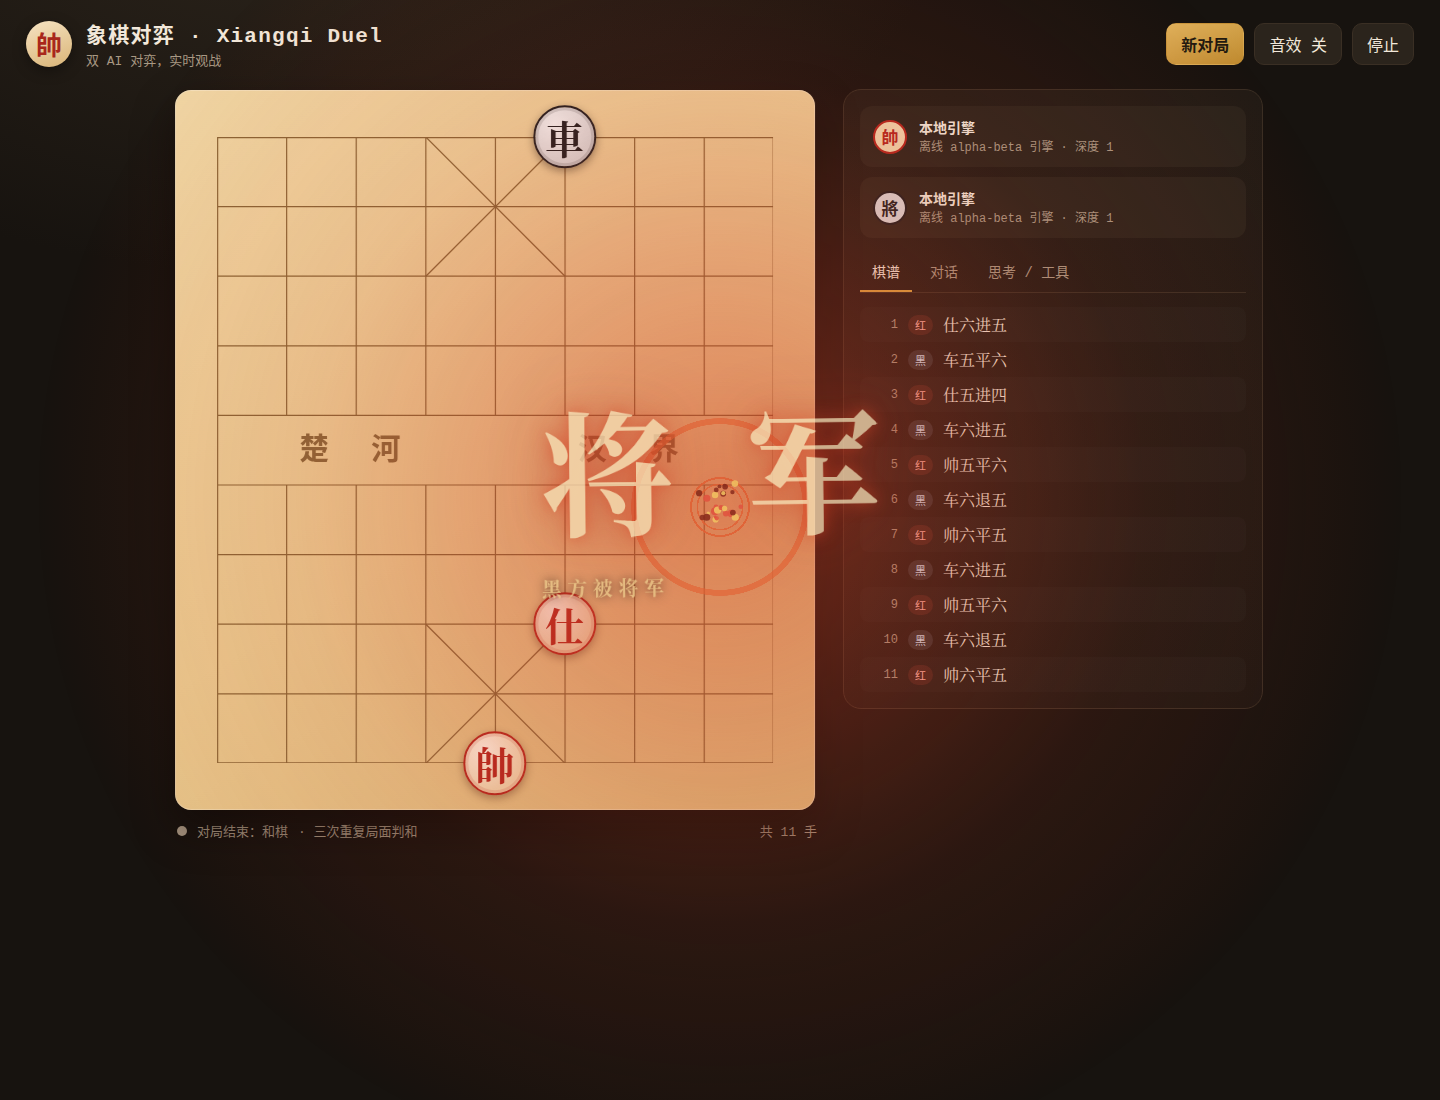 帥
象棋对弈 · Xiangqi Duel
双 AI 对弈，实时观战
新对局
音效 关
停止
車
楚 河
汉 界
将 军
黑方被将军
仕
帥
对局结束：和棋 · 三次重复局面判和
共 11 手
帥
本地引擎
离线 alpha-beta 引擎 · 深度 1
將
本地引擎
离线 alpha-beta 引擎 · 深度 1
棋谱 对话 思考 / 工具
1 红 仕六进五
2 黑 车五平六
3 红 仕五进四
4 黑 车六进五
5 红 帅五平六
6 黑 车六退五
7 红 帅六平五
8 黑 车六进五
9 红 帅五平六
10 黑 车六退五
11 红 帅六平五